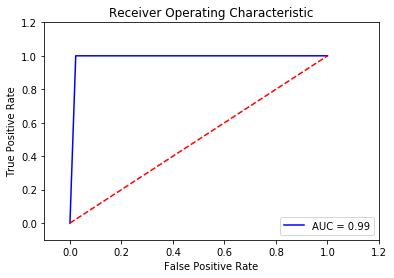 Receiver Operating Characteristic
True Positive Rate
1.2
1.0
0.8
0.6
0.4
0.2
0.0
AUC = 0.99
0.0 0.2 0.4 0.6 0.8 1.0 1.2
False Positive Rate